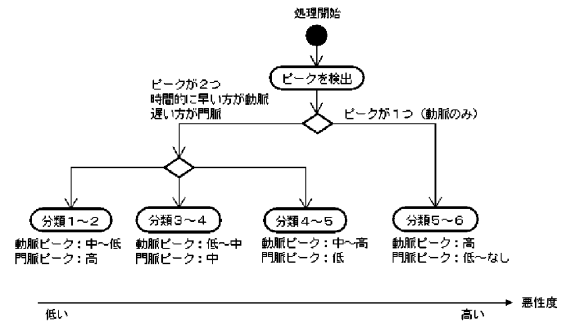 処理開始
ピークを検出
ピークが2つ
時間的に早い方が動脈
遅い方が門脈
ピークが1つ（動脈のみ）
分類1～2
動脈ピーク：中～低
門脈ピーク：高
分類3～4
動脈ピーク：低～中
門脈ピーク：中
分類4～5
動脈ピーク：中～高
門脈ピーク：低
分類5～6
動脈ピーク：高
門脈ピーク：低～なし
低い
高い
悪性度